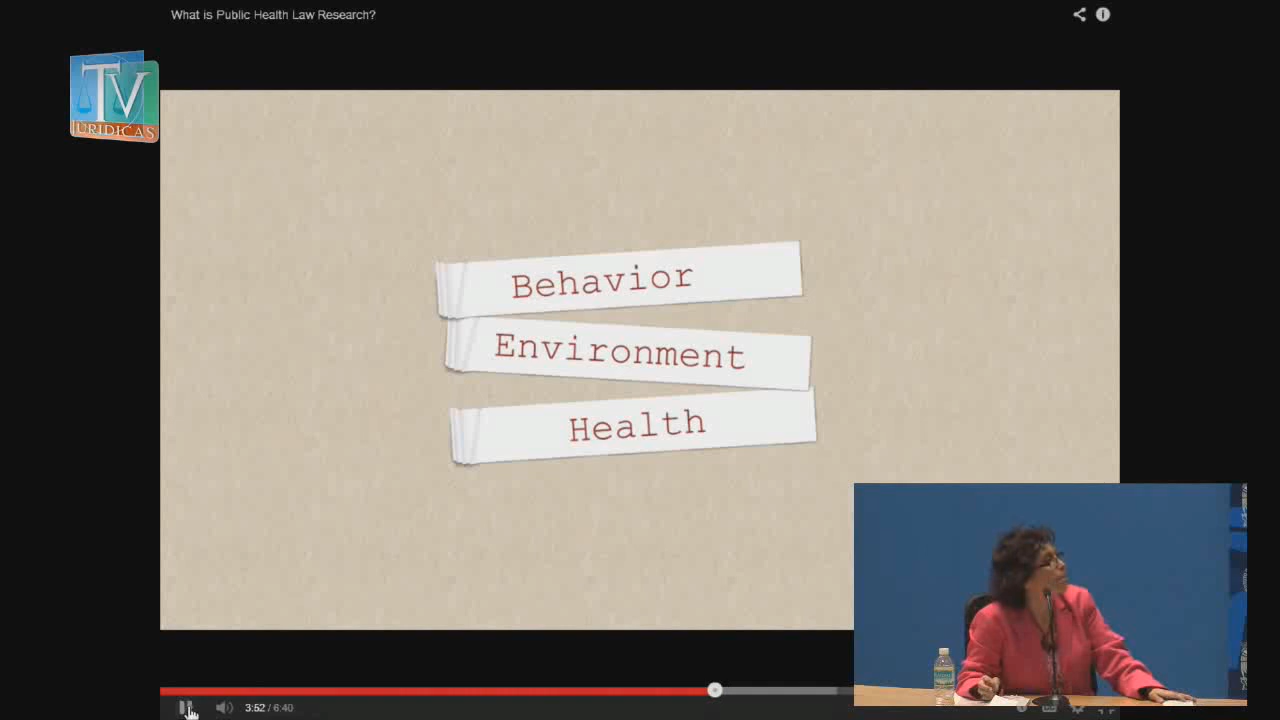 What is Public Health Law Research?
TV
JURIDICAS
Behavior
Environment
Health
3:52 / 6:40